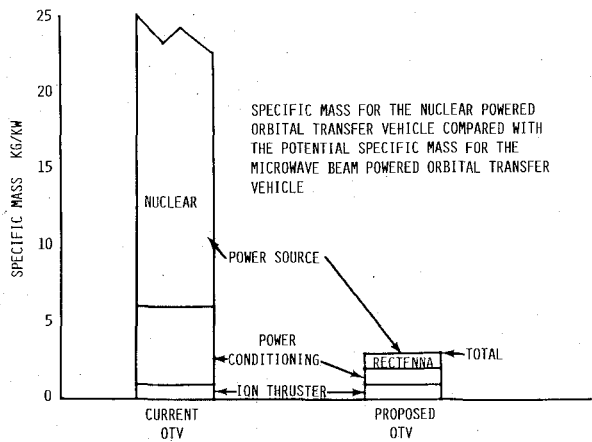 25
20
15
10
5
0
SPECIFIC MASS KG/KW
SPECIFIC MASS FOR THE NUCLEAR POWERED
ORBITAL TRANSFER VEHICLE COMPARED WITH
THE POTENTIAL SPECIFIC MASS FOR THE
MICROWAVE BEAM POWERED ORBITAL TRANSFER
VEHICLE
NUCLEAR
POWER SOURCE
POWER
CONDITIONING
ION THRUSTER
RECTENNA
TOTAL
CURRENT
OTV
PROPOSED
OTV